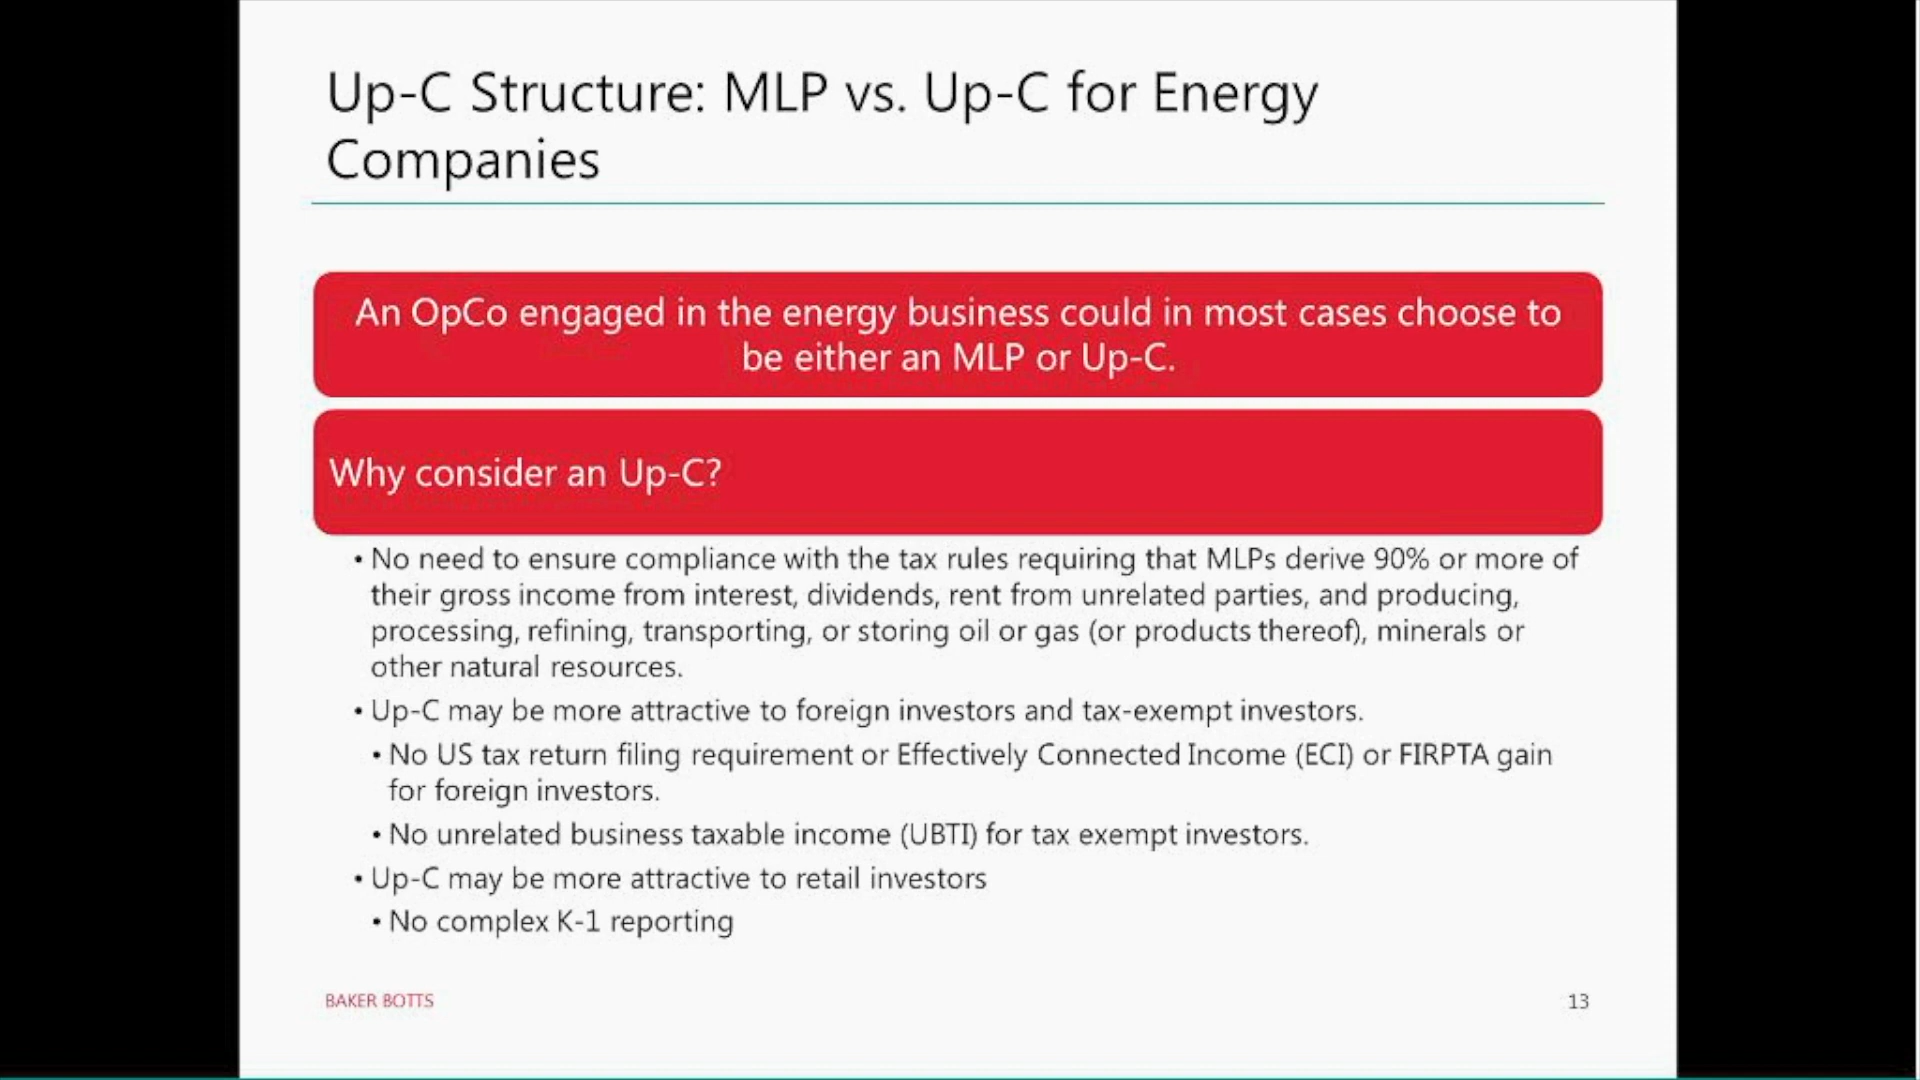 Up-C Structure: MLP vs. Up-C for Energy
Companies
An OpCo engaged in the energy business could in most cases choose to
be either an MLP or Up-C.
Why consider an Up-C?
• No need to ensure compliance with the tax rules requiring that MLPs derive 90% or more of
their gross income from interest, dividends, rent from unrelated parties, and producing,
processing, refining, transporting, or storing oil or gas (or products thereof), minerals or
other natural resources.
• Up-C may be more attractive to foreign investors and tax-exempt investors.
• No US tax return filing requirement or Effectively Connected Income (ECI) or FIRPTA gain
for foreign investors.
• No unrelated business taxable income (UBTI) for tax exempt investors.
• Up-C may be more attractive to retail investors
• No complex K-1 reporting
BAKER BOTTS
13